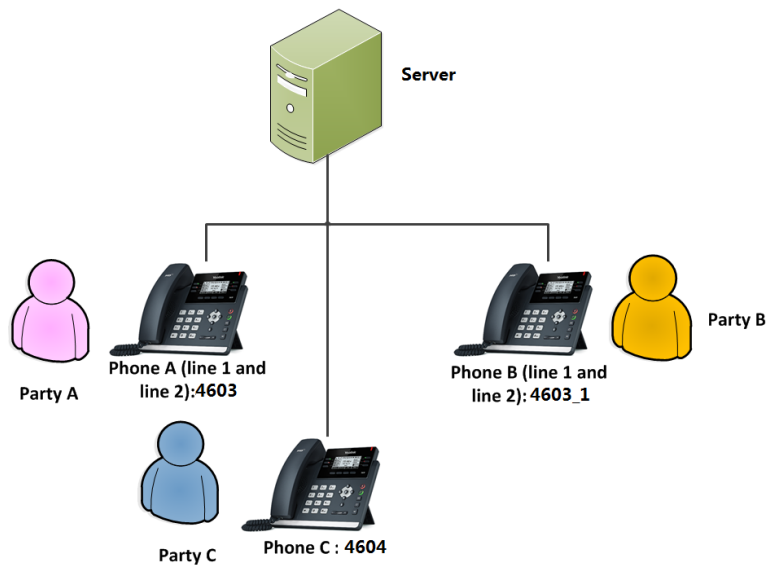 Server
Party B
Phone A (line 1 and
line 2):4603
Party A
Phone B (line 1 and
line 2): 4603_1
Phone C : 4604
Party C